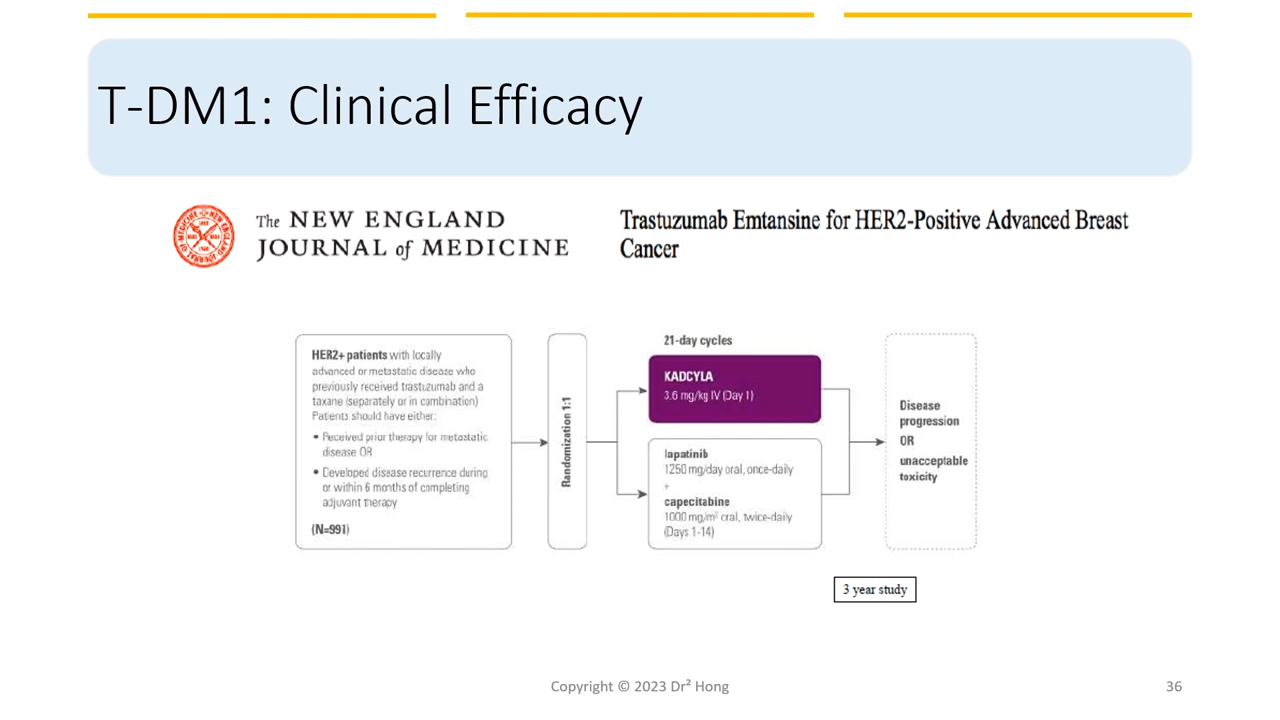 T-DM1: Clinical Efficacy
The NEW ENGLAND
JOURNAL of MEDICINE
Trastuzumab Emtansine for HER2-Positive Advanced Breast
Cancer
HER2+ patients with locally
advanced or metastatic disease who
previously received trastuzumab and a
taxane (separately or in combination)
Patients should have either:
• Received prior therapy for metastatic
disease OR
• Developed disease recurrence during
or within 6 months of completing
adjuvant therapy
(N=991)
Randomization 1:1
21-day cycles
KADCYLA
3.6 mg/kg IV (Day 1)
lapatinib
1250 mg/day oral, once-daily
+
capecitabine
1000 mg/m² oral, twice-daily
(Days 1-14)
Disease
progression
OR
unacceptable
toxicity
3 year study
Copyright © 2023 Dr² Hong
36